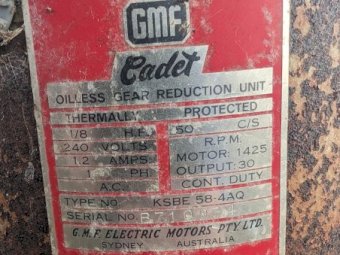 GMF
Cadet
OILLESS GEAR REDUCTION UNIT
THERMALLY PROTECTED
1/8 H.P. 50 C/S
240 VOLTS R.P.M.
1.2 AMPS MOTOR: 1425
1 PH. OUTPUT: 30
A.C. CONT. DUTY
TYPE NO. KSBE 58-4AQ
SERIAL NO.
G.M.F. ELECTRIC MOTORS PTY. LTD.
SYDNEY AUSTRALIA